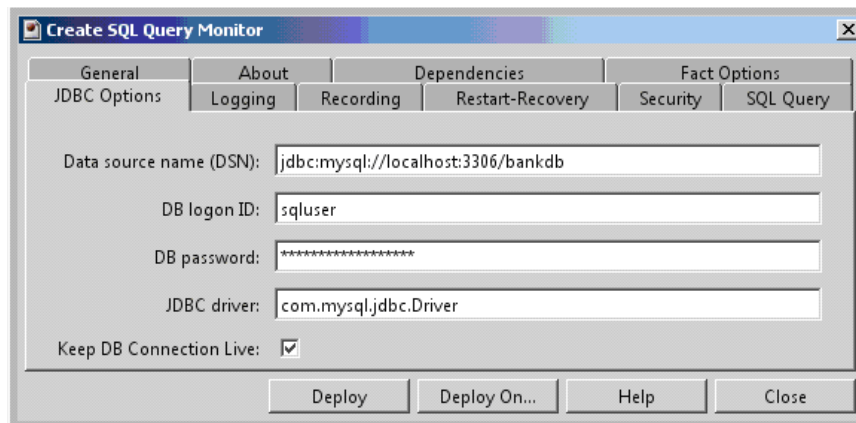 Create SQL Query Monitor
General About Dependencies Fact Options
JDBC Options Logging Recording Restart-Recovery Security SQL Query
Data source name (DSN): jdbc:mysql://localhost:3306/bankdb
DB logon ID: sqluser
DB password: ******************
JDBC driver: com.mysql.jdbc.Driver
Keep DB Connection Live:
Deploy Deploy On... Help Close